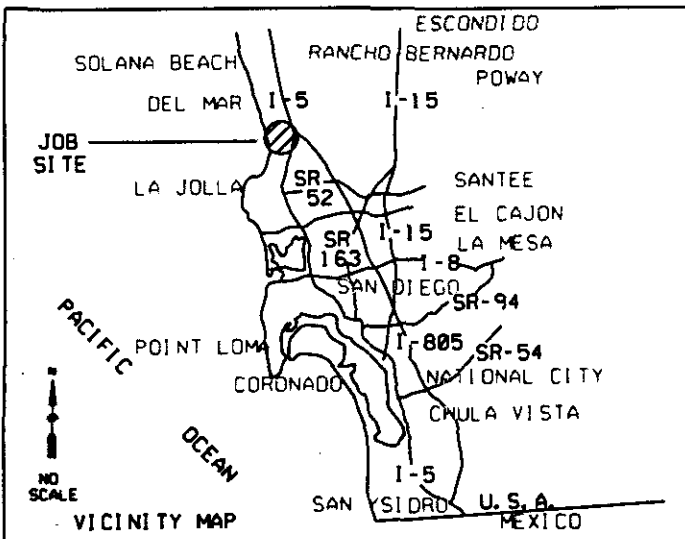 ESCONDIDO
SOLANA BEACH
RANCHO BERNARDO
POWAY
DEL MAR
I-5
I-15
JOB
SITE
LA JOLLA
SR
52
SANTEE
EL CAJON
I-15
SR
163
LA MESA
I-8
SAN DIEGO
SR-94
PACIFIC
POINT LOMA
I-805
SR-54
CORONADO
NATIONAL CITY
CHULA VISTA
N
NO
SCALE
OCEAN
I-5
SAN YSIDRO
U.S.A.
MEXICO
VICINITY MAP